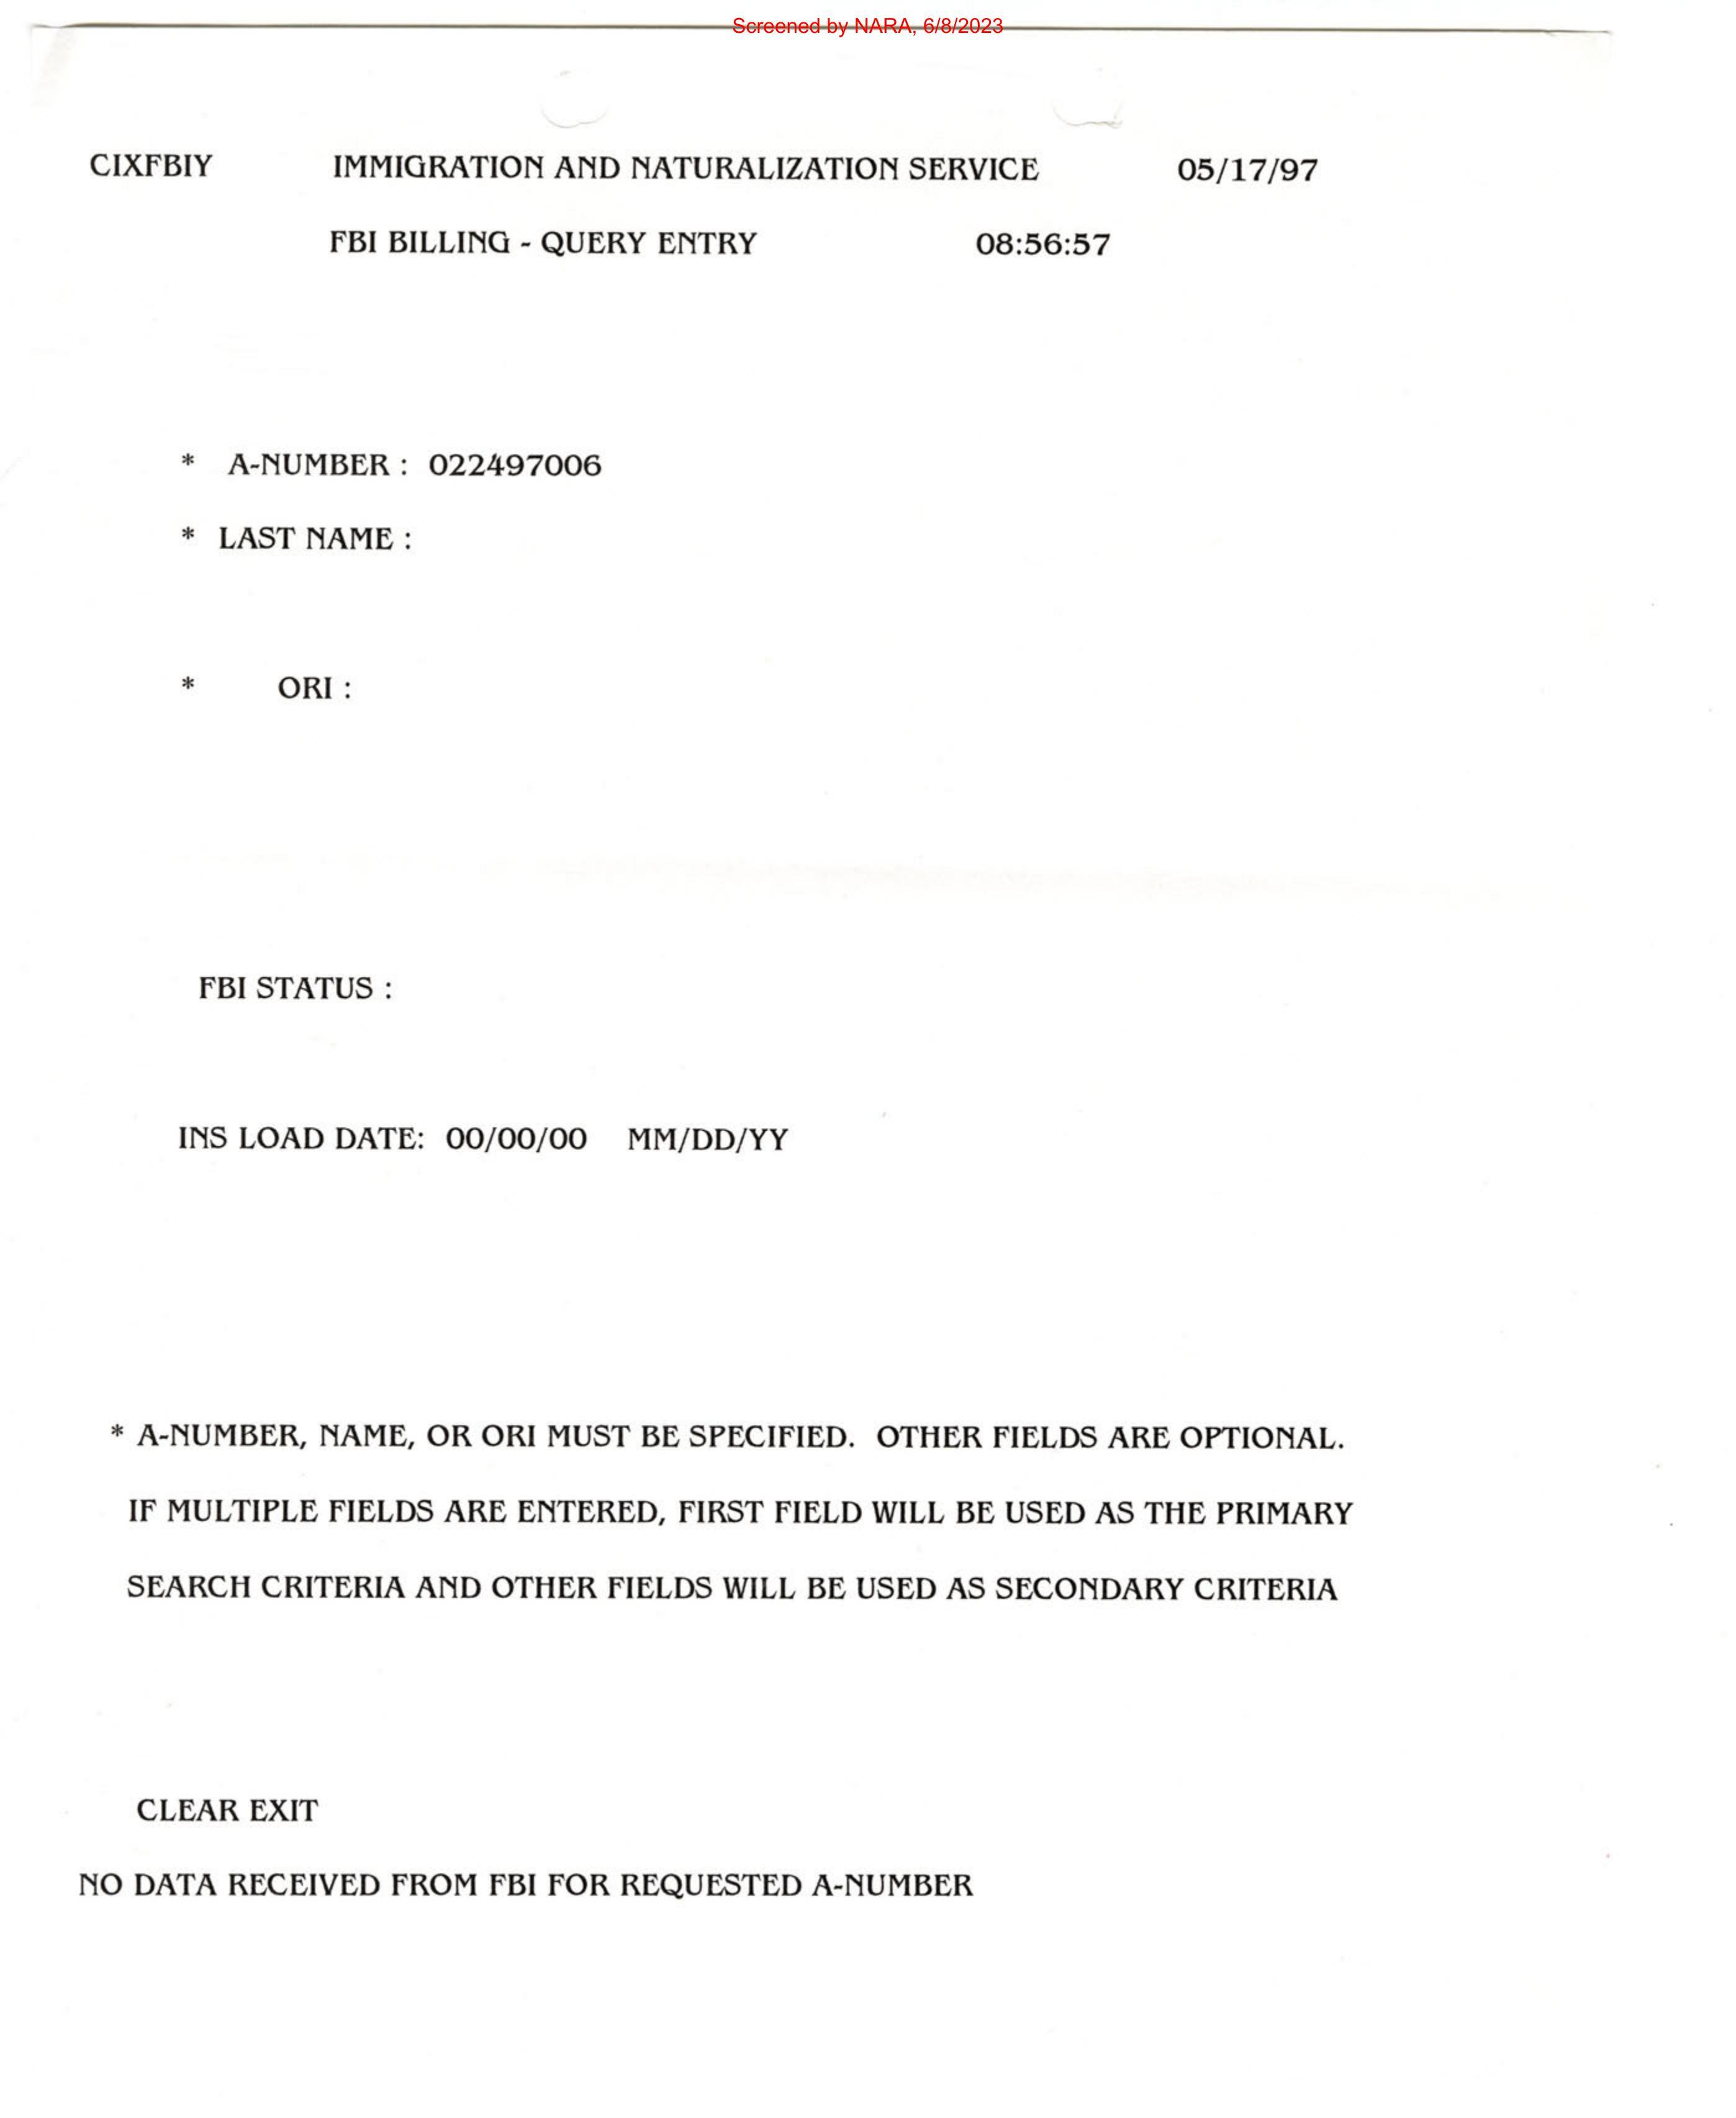 Screened by NARA, 6/8/2023
CIXFBIY IMMIGRATION AND NATURALIZATION SERVICE 05/17/97
FBI BILLING - QUERY ENTRY 08:56:57
* A-NUMBER : 022497006
* LAST NAME :
* ORI :
FBI STATUS :
INS LOAD DATE: 00/00/00 MM/DD/YY
* A-NUMBER, NAME, OR ORI MUST BE SPECIFIED. OTHER FIELDS ARE OPTIONAL.
IF MULTIPLE FIELDS ARE ENTERED, FIRST FIELD WILL BE USED AS THE PRIMARY
SEARCH CRITERIA AND OTHER FIELDS WILL BE USED AS SECONDARY CRITERIA
CLEAR EXIT
NO DATA RECEIVED FROM FBI FOR REQUESTED A-NUMBER